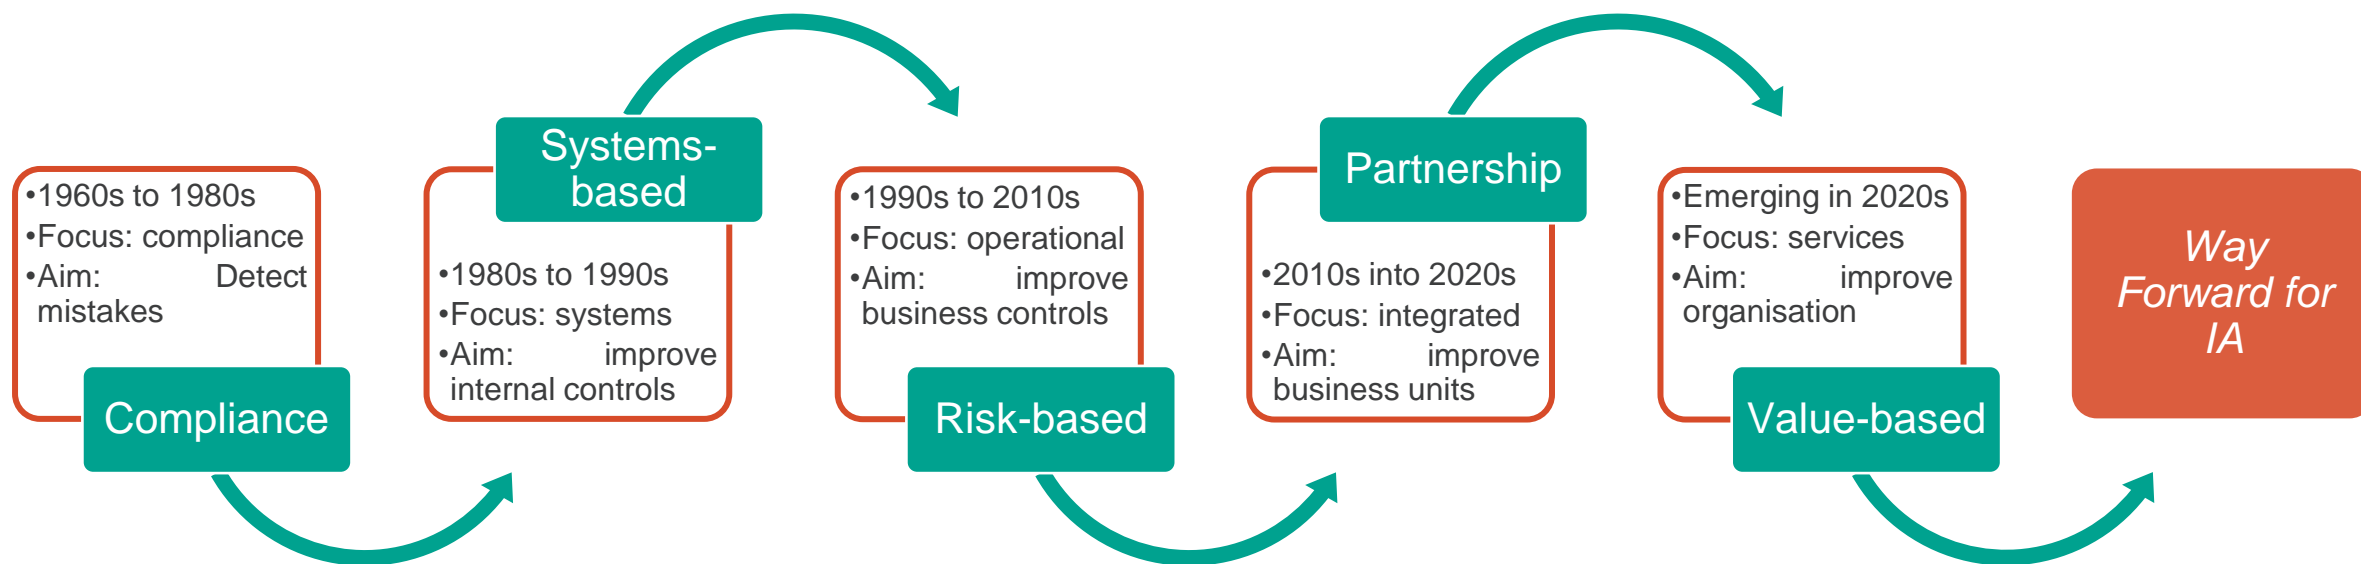 •1960s to 1980s
•Focus: compliance
•Aim: Detect
mistakes
Compliance
Systems-
based
•1980s to 1990s
•Focus: systems
•Aim: improve
internal controls
•1990s to 2010s
•Focus: operational
•Aim: improve
business controls
Risk-based
Partnership
•2010s into 2020s
•Focus: integrated
•Aim: improve
business units
•Emerging in 2020s
•Focus: services
•Aim: improve
organisation
Value-based
Way
Forward for
IA